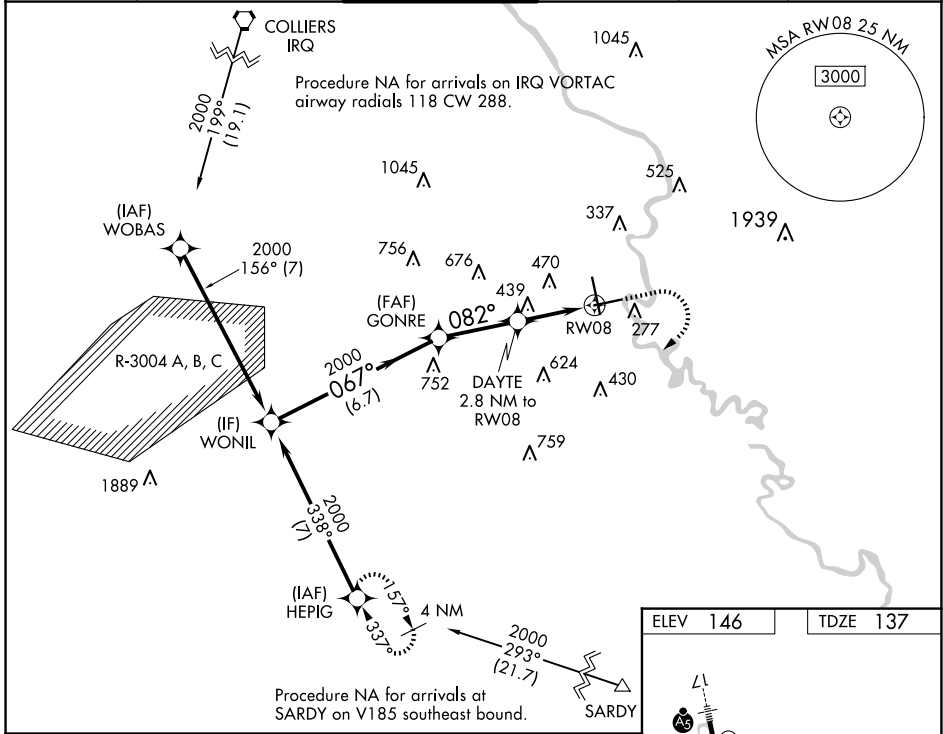 COLLIERS
IRQ
Procedure NA for arrivals on IRQ VORTAC
airway radials 118 CW 288.
1045
MSA RW08 25 NM
3000
2000
199°
(19.1)
1045
525
337
1939
(IAF)
WOBAS
2000
156° (7)
756
676
470
439
(FAF)
GONRE
082°
RW08
277
R-3004 A, B, C
2000
067°
(6.7)
752
DAYTE
2.8 NM to
RW08
624
430
(IF)
WONIL
759
1889
2000
338°
(7)
(IAF)
HEPIG
157°
337°
4 NM
2000
293°
(21.7)
SARDY
Procedure NA for arrivals at
SARDY on V185 southeast bound.
ELEV 146
TDZE 137
17
A5